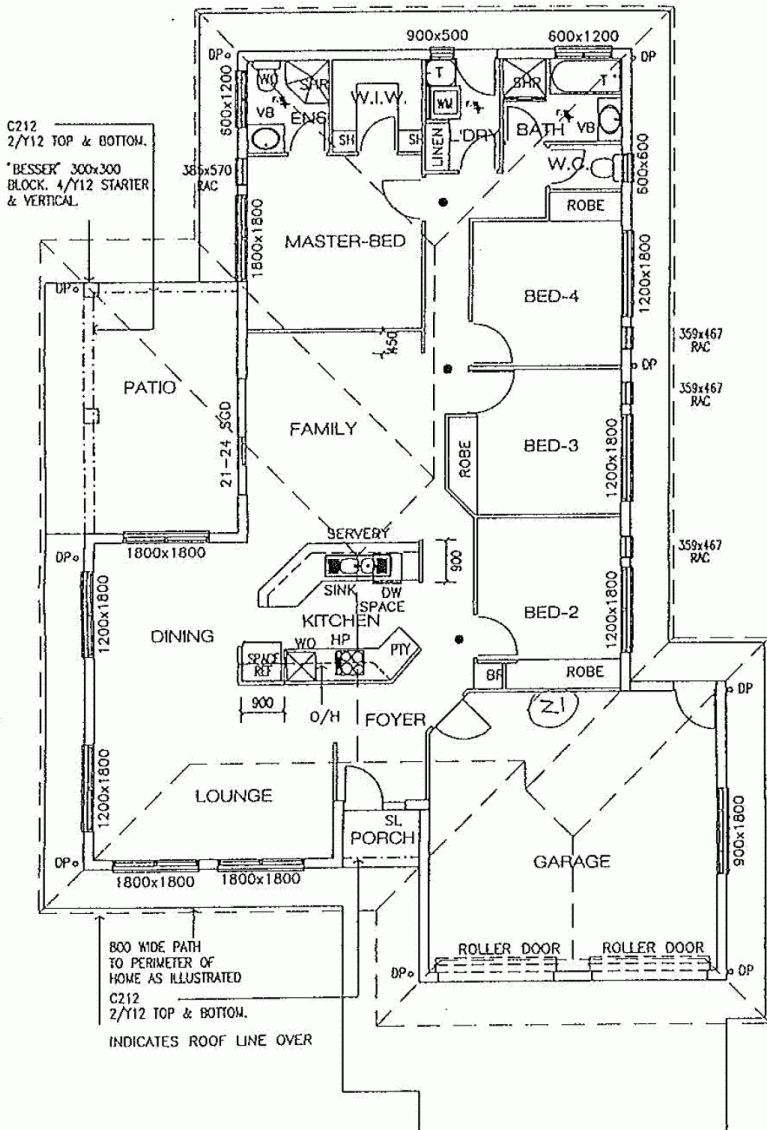 900x500
600x1200
DP
DP
WC
SHR
W.I.W.
T
WM
SHR
T
600x1200
VB
ENS
SH
SH
LINEN
L'DRY
BATH
VB
C212
2/Y12 TOP & BOTTOM.
"BESSER" 300x300
BLOCK. 4/Y12 STARTER
& VERTICAL
385x570
RAC
W.C.
600x600
ROBE
1800x1800
MASTER-BED
BED-4
1200x1800
DP
359x467
RAC
450
DP
PATIO
359x467
RAC
FAMILY
21-24 SGD
BED-3
ROBE
1200x1800
SERVERY
1800x1800
DP
900
359x467
RAC
SINK
DW
SPACE
1200x1800
DINING
KITCHEN
BED-2
1200x1800
HP
WO
PTY
SPACE
REF
BR
ROBE
900
O/H
FOYER
Z1
DP
1200x1800
LOUNGE
SL
PORCH
GARAGE
900x1800
DP
1800x1800
1800x1800
800 WIDE PATH
TO PERIMETER OF
HOME AS ILLUSTRATED
ROLLER DOOR
ROLLER DOOR
DP
DP
C212
2/Y12 TOP & BOTTOM.
INDICATES ROOF LINE OVER